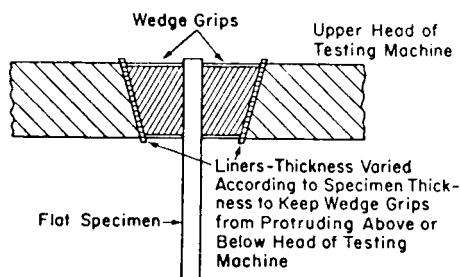 Wedge Grips
Upper Head of
Testing Machine
Liners-Thickness Varied
According to Specimen Thick-
ness to Keep Wedge Grips
from Protruding Above or
Below Head of Testing
Machine
Flat Specimen